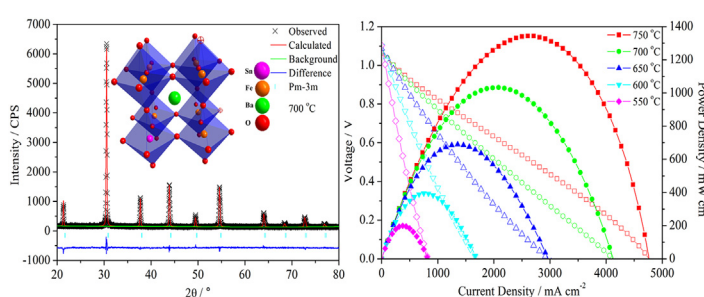 7000
6000
5000
4000
3000
2000
1000
0
-1000
Intensity / CPS
Observed
Calculated
Background
Difference
Pm-3m
700 °C
Sn
Fe
Ba
O
20 30 40 50 60 70 80
2θ / °
1.2
1.0
0.8
0.6
0.4
0.2
0.0
Voltage / V
750 °C
700 °C
650 °C
600 °C
550 °C
1400
1200
1000
800
600
400
200
0
Power Density/ mW cm
0 1000 2000 3000 4000 5000
Current Density / mA cm-2